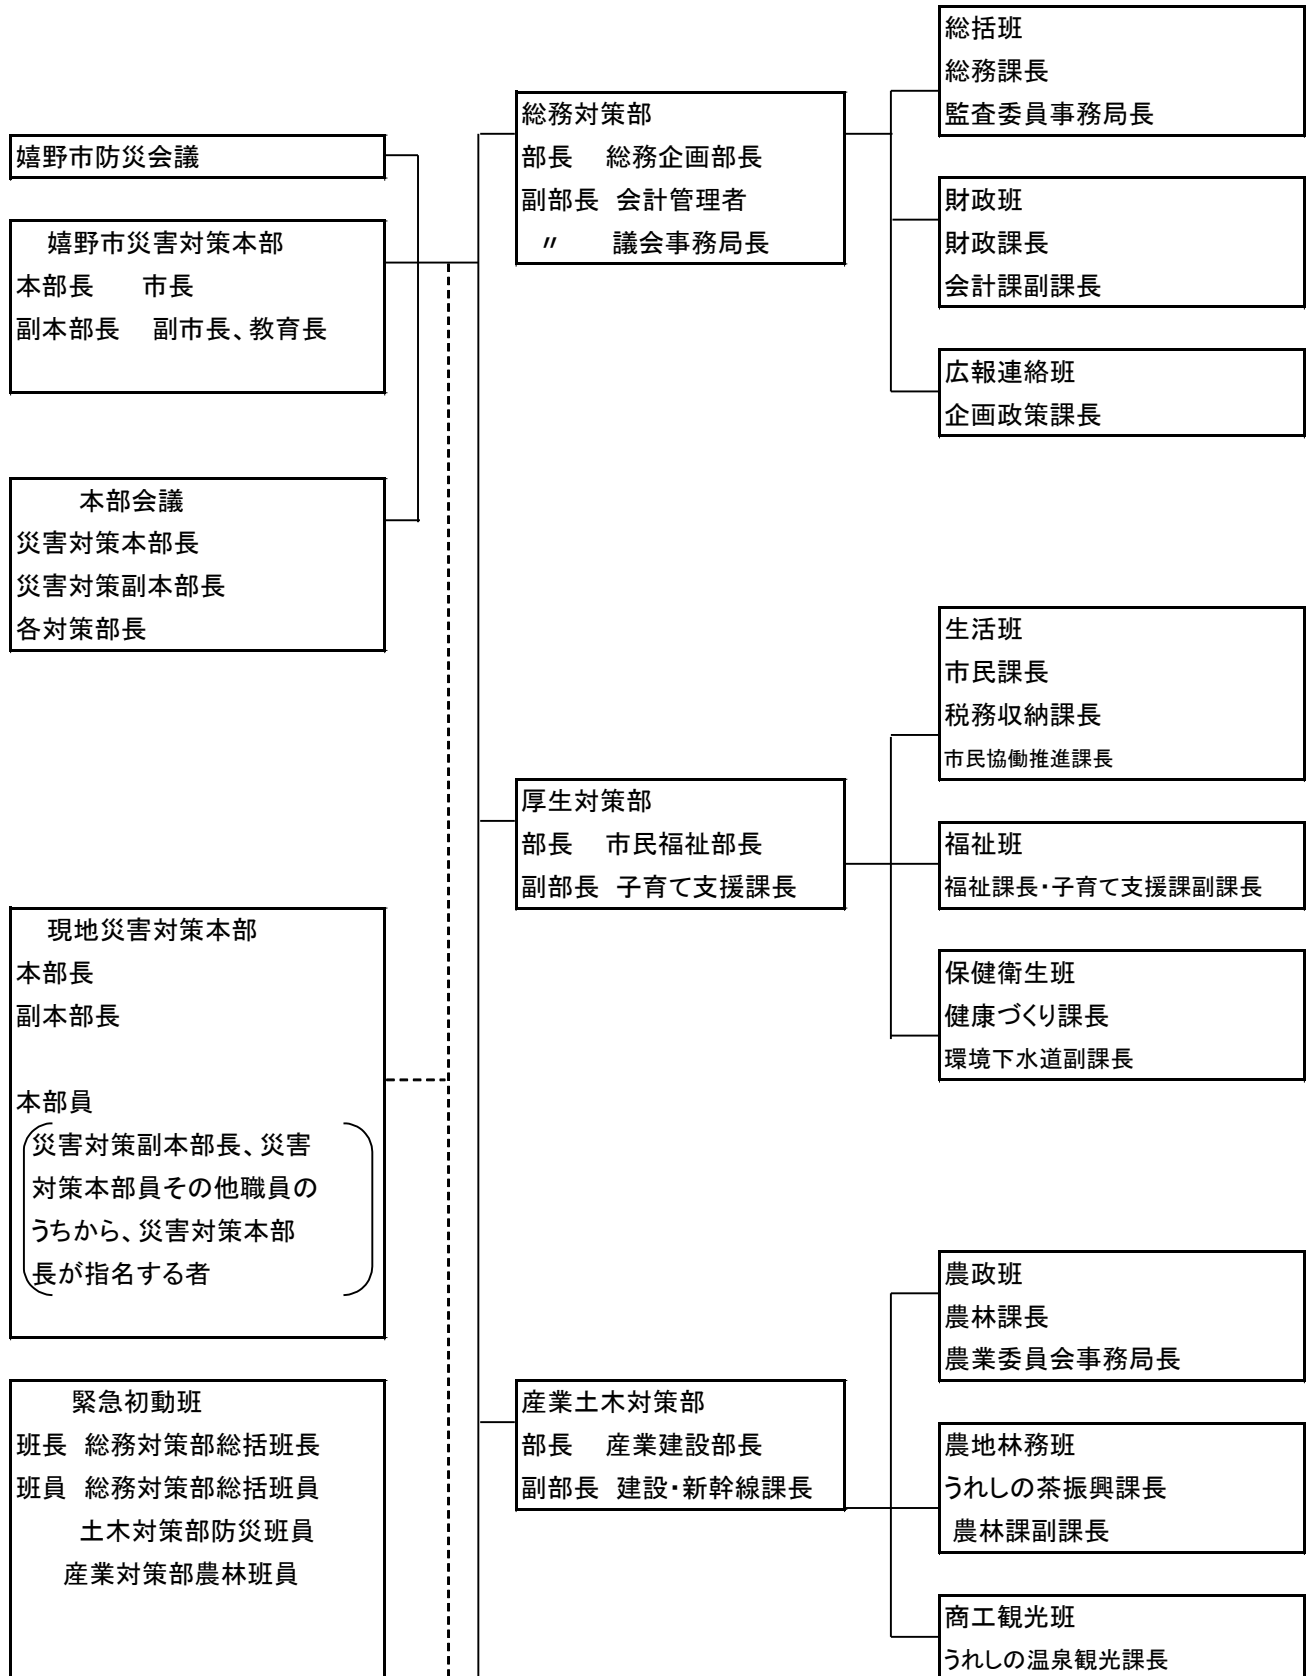 嬉野市防災会議
嬉野市災害対策本部
本部長　市長
副本部長　副市長、教育長
本部会議
災害対策本部長
災害対策副本部長
各対策部長
現地災害対策本部
本部長
副本部長
本部員
災害対策副本部長、災害
対策本部員その他職員の
うちから、災害対策本部
長が指名する者
緊急初動班
班長　総務対策部総括班長
班員　総務対策部総括班員
土木対策部防災班員
産業対策部農林班員
総務対策部
部長　総務企画部長
副部長　会計管理者
〃　議会事務局長
厚生対策部
部長　市民福祉部長
副部長　子育て支援課長
産業土木対策部
部長　産業建設部長
副部長　建設・新幹線課長
総括班
総務課長
監査委員事務局長
財政班
財政課長
会計課副課長
広報連絡班
企画政策課長
生活班
市民課長
税務収納課長
市民協働推進課長
福祉班
福祉課長・子育て支援課副課長
保健衛生班
健康づくり課長
環境下水道副課長
農政班
農林課長
農業委員会事務局長
農地林務班
うれしの茶振興課長
農林課副課長
商工観光班
うれしの温泉観光課長